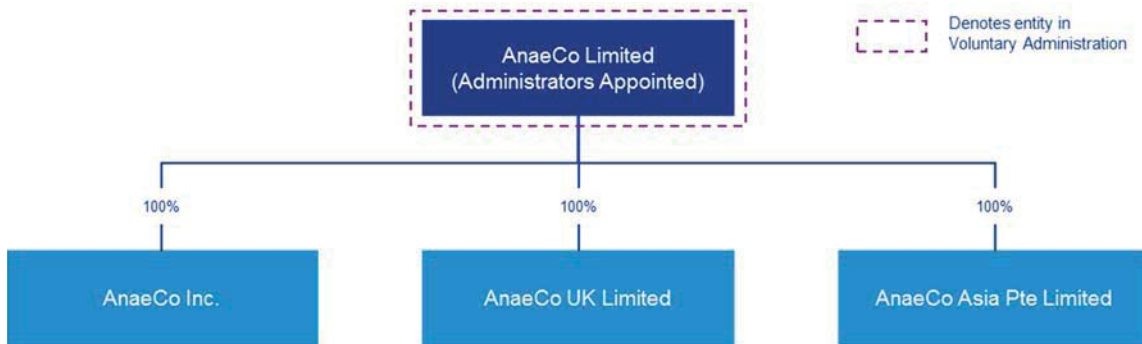 Denotes entity in
Voluntary Administration
AnaeCo Limited
(Administrators Appointed)
100%
100%
100%
AnaeCo Inc.
AnaeCo UK Limited
AnaeCo Asia Pte Limited